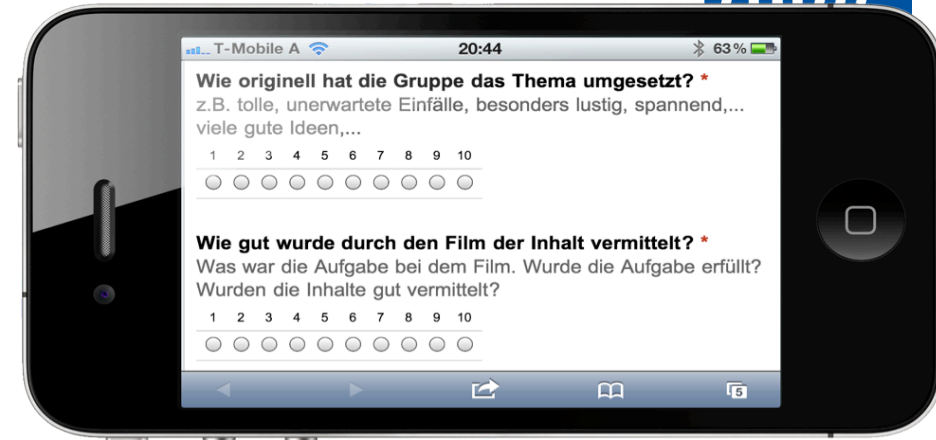 T-Mobile A 20:44 63 %
Wie originell hat die Gruppe das Thema umgesetzt? *
z.B. tolle, unerwartete Einfälle, besonders lustig, spannend,...
viele gute Ideen,...
1 2 3 4 5 6 7 8 9 10
Wie gut wurde durch den Film der Inhalt vermittelt? *
Was war die Aufgabe bei dem Film. Wurde die Aufgabe erfüllt?
Wurden die Inhalte gut vermittelt?
1 2 3 4 5 6 7 8 9 10
5